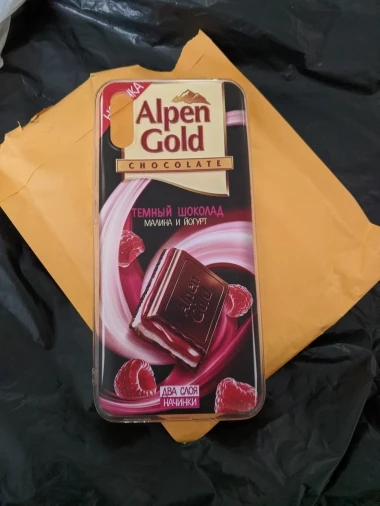 Alpen
Gold
CHOCOLATE
ТЕМНЫЙ ШОКОЛАД
МАЛИНА И ЙОГУРТ
Alpen
Gold
ДВА СЛОЯ
НАЧИНКИ